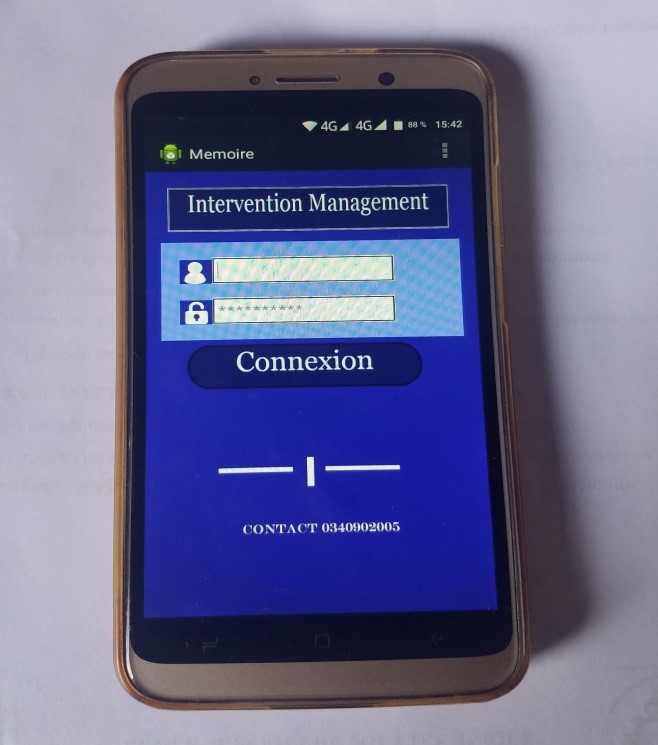 4G 4G 88 % 15:42
Memoire
Intervention Management
**********
Connexion
CONTACT 0340902005